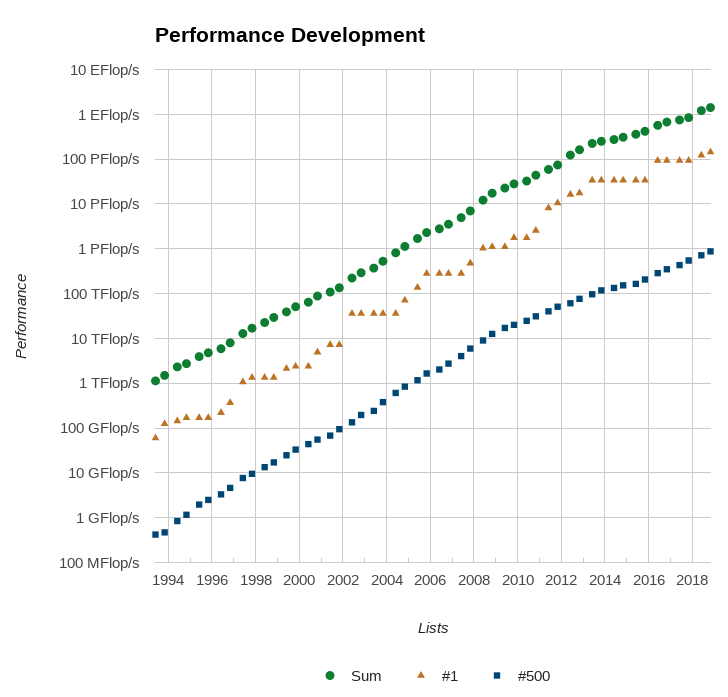 Performance Development
10 EFlop/s
1 EFlop/s
100 PFlop/s
10 PFlop/s
1 PFlop/s
100 TFlop/s
10 TFlop/s
1 TFlop/s
100 GFlop/s
10 GFlop/s
1 GFlop/s
100 MFlop/s
Performance
1994 1996 1998 2000 2002 2004 2006 2008 2010 2012 2014 2016 2018
Lists
Sum #1 #500